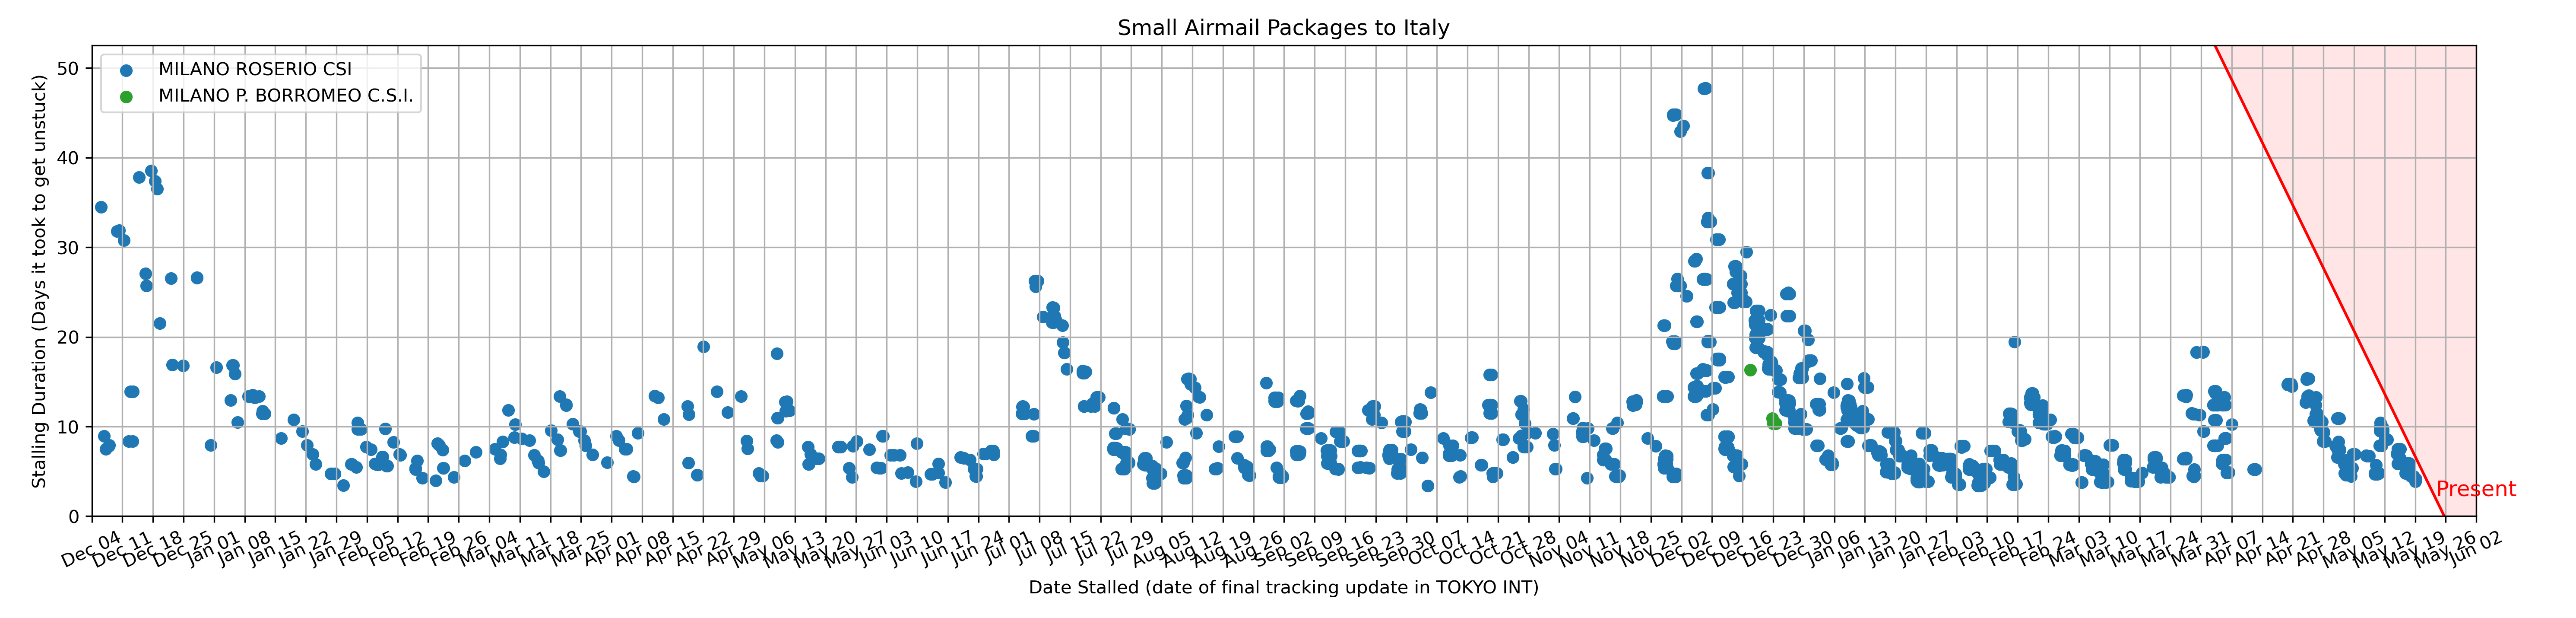 Small Airmail Packages to Italy
MILANO ROSERIO CSI
MILANO P. BORROMEO C.S.I.
Stalling Duration (Days it took to get unstuck)
50
40
30
20
10
0
Present
Dec 04 Dec 11 Dec 18 Dec 25 Jan 01 Jan 08 Jan 15 Jan 22 Jan 29 Feb 05 Feb 12 Feb 19 Feb 26 Mar 04 Mar 11 Mar 18 Mar 25 Apr 01 Apr 08 Apr 15 Apr 22 Apr 29 May 06 May 13 May 20 May 27 Jun 03 Jun 10 Jun 17 Jun 24 Jul 01 Jul 08 Jul 15 Jul 22 Jul 29 Aug 05 Aug 12 Aug 19 Aug 26 Sep 02 Sep 09 Sep 16 Sep 23 Sep 30 Oct 07 Oct 14 Oct 21 Oct 28 Nov 04 Nov 11 Nov 18 Nov 25 Dec 02 Dec 09 Dec 16 Dec 23 Dec 30 Jan 06 Jan 13 Jan 20 Jan 27 Feb 03 Feb 10 Feb 17 Feb 24 Mar 03 Mar 10 Mar 17 Mar 24 Mar 31 Apr 07 Apr 14 Apr 21 Apr 28 May 05 May 12 May 19 May 26 Jun 02
Date Stalled (date of final tracking update in TOKYO INT)